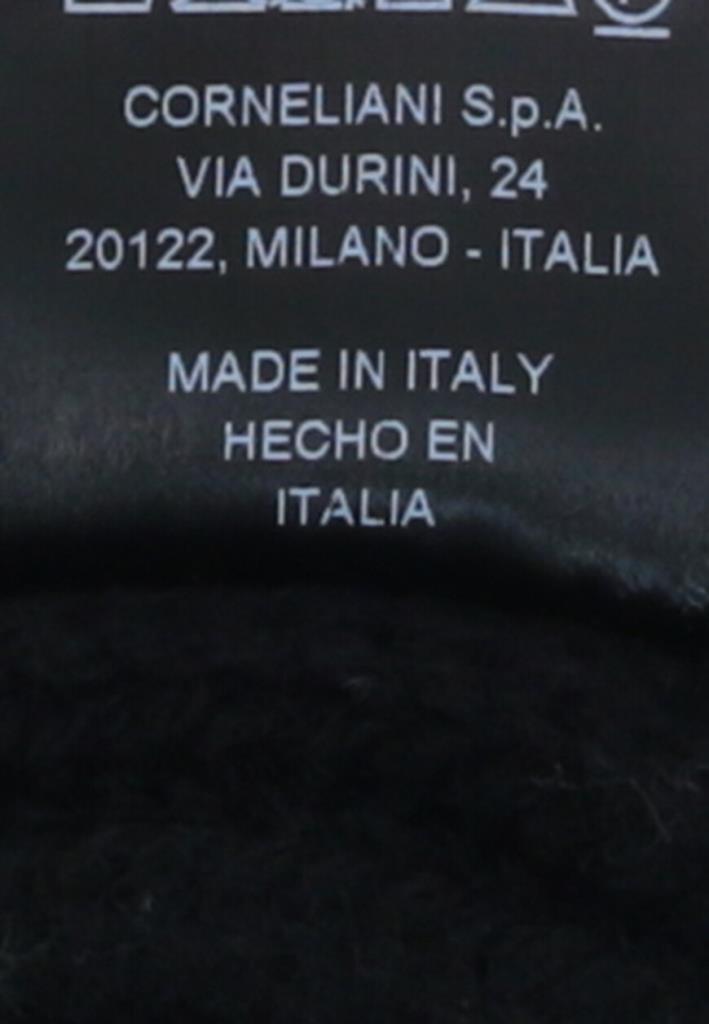 CORNELIANI S.p.A.
VIA DURINI, 24
20122, MILANO - ITALIA
MADE IN ITALY
HECHO EN
ITALIA